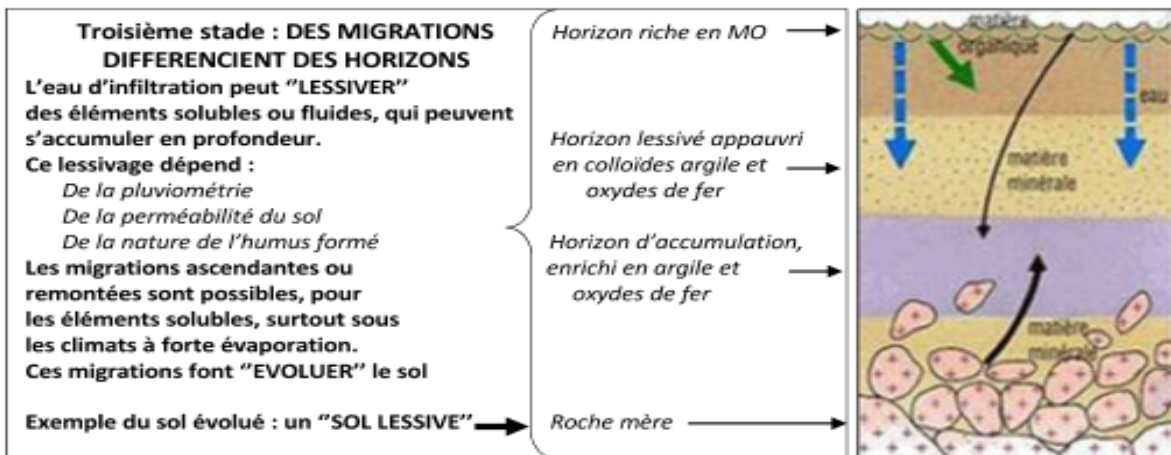 Troisième stade : DES MIGRATIONS
DIFFERENCIENT DES HORIZONS
L’eau d’infiltration peut ‘’LESSIVER’’
des éléments solubles ou fluides, qui peuvent
s’accumuler en profondeur.
Ce lessivage dépend :
De la pluviométrie
De la perméabilité du sol
De la nature de l’humus formé
Les migrations ascendantes ou
remontées sont possibles, pour
les éléments solubles, surtout sous
les climats à forte évaporation.
Ces migrations font ‘’EVOLUER’’ le sol
Exemple du sol évolué : un ‘’SOL LESSIVE’’
Horizon riche en MO
Horizon lessivé appauvri
en colloïdes argile et
oxydes de fer
Horizon d’accumulation,
enrichi en argile et
oxydes de fer
Roche mère
matière
organique
eau
matière
minérale
matière
minérale